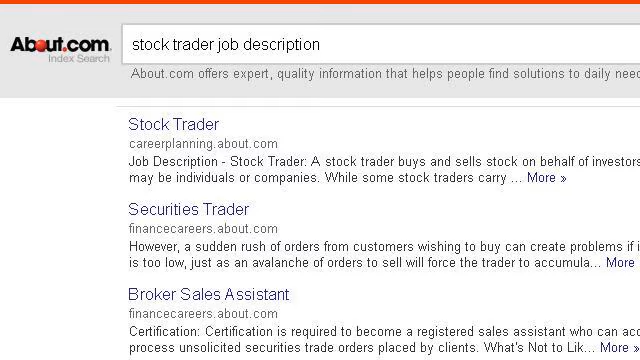 About.com
Index Search
stock trader job description
About.com offers expert, quality information that helps people find solutions to daily
Stock Trader
careerplanning.about.com
Job Description - Stock Trader: A stock trader buys and sells stock on behalf of investors
may be individuals or companies. While some stock traders carry ... More »
Securities Trader
financecareers.about.com
However, a sudden rush of orders from customers wishing to buy can create problems if
is too low, just as an avalanche of orders to sell will force the trader to accumula... More
Broker Sales Assistant
financecareers.about.com
Certification: Certification is required to become a registered sales assistant who can
process unsolicited securities trade orders placed by clients. What's Not to Lik... More »